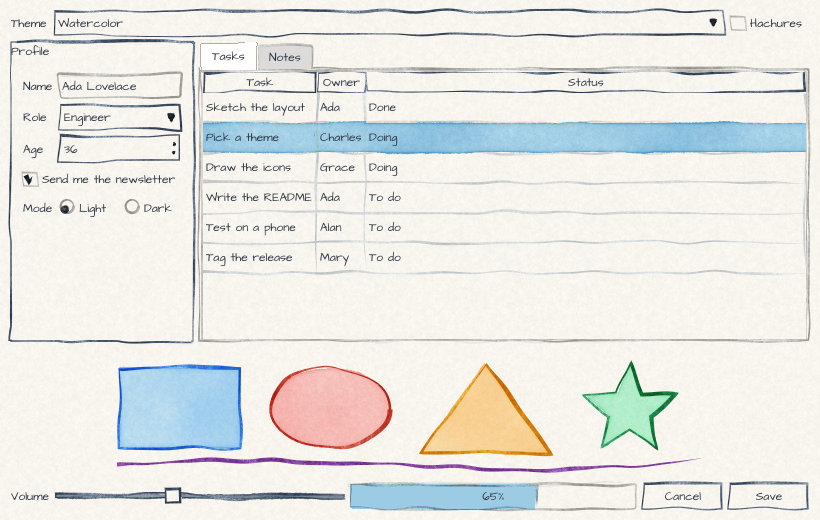 Theme Watercolor Hachures
Profile
Name Ada Lovelace
Role Engineer
Age 36
Send me the newsletter
Mode Light Dark
Tasks Notes
Task Owner Status
Sketch the layout Ada Done
Pick a theme Charles Doing
Draw the icons Grace Doing
Write the README Ada To do
Test on a phone Alan To do
Tag the release Mary To do
Volume 65% Cancel Save